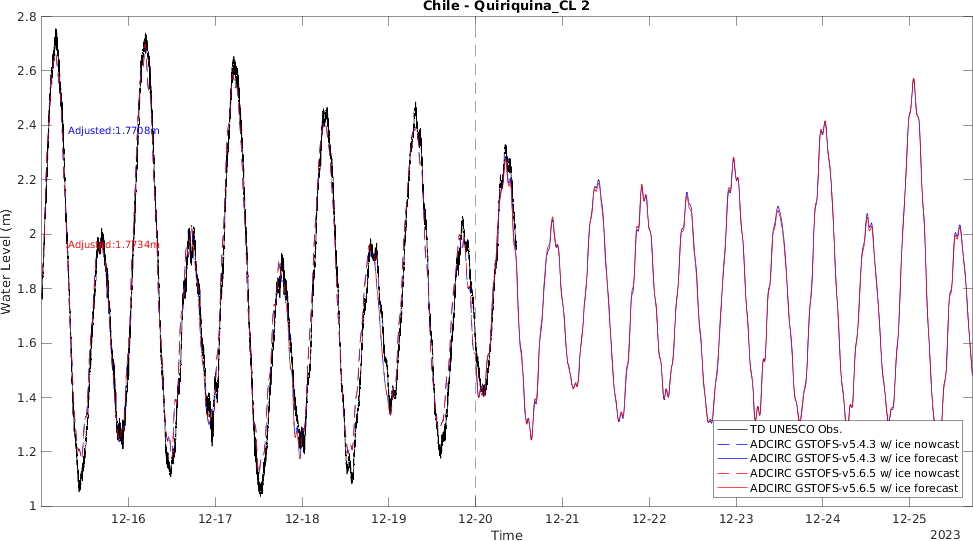 Chile - Quiriquina_CL 2
2.8
2.6
2.4
2.2
2
1.8
1.6
1.4
1.2
1
Water Level (m)
Adjusted:1.7708m
Adjusted:1.7734m
TD UNESCO Obs.
ADCIRC GSTOFS-v5.4.3 w/ ice nowcast
ADCIRC GSTOFS-v5.4.3 w/ ice forecast
ADCIRC GSTOFS-v5.6.5 w/ ice nowcast
ADCIRC GSTOFS-v5.6.5 w/ ice forecast
12-16 12-17 12-18 12-19 12-20 12-21 12-22 12-23 12-24 12-25
Time
2023